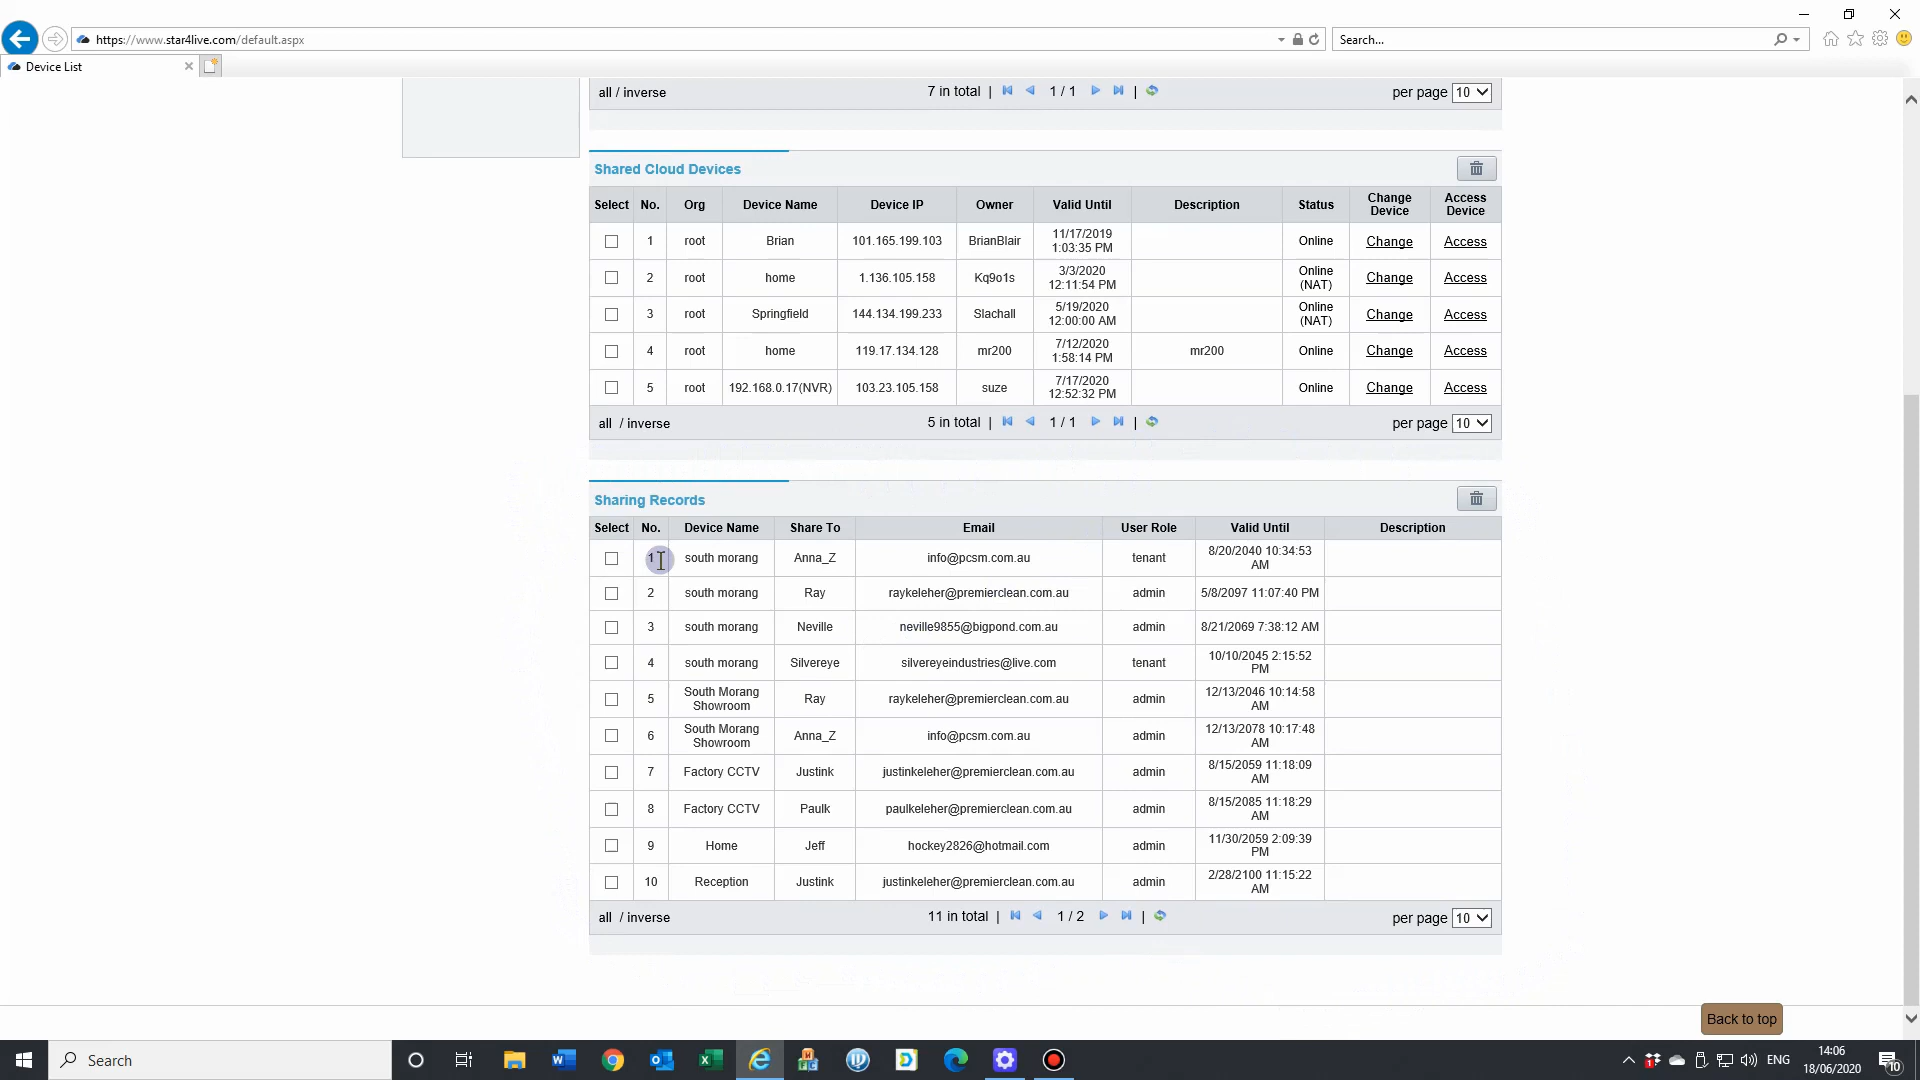 https://www.star4live.com/default.aspx
Search...
Device List
all / inverse 7 in total | 1 / 1 | per page 10
Shared Cloud Devices
Select No. Org Device Name Device IP Owner Valid Until Description Status Change Device Access Device
1 root Brian 101.165.199.103 BrianBlair 11/17/2019 1:03:35 PM Online Change Access
2 root home 1.136.105.158 Kq9o1s 3/3/2020 12:11:54 PM Online (NAT) Change Access
3 root Springfield 144.134.199.233 Slachall 5/19/2020 12:00:00 AM Online (NAT) Change Access
4 root home 119.17.134.128 mr200 7/12/2020 1:58:14 PM mr200 Online Change Access
5 root 192.168.0.17(NVR) 103.23.105.158 suze 7/17/2020 12:52:32 PM Online Change Access
all / inverse 5 in total | 1 / 1 | per page 10
Sharing Records
Select No. Device Name Share To Email User Role Valid Until Description
1 south morang Anna_Z info@pcsm.com.au tenant 8/20/2040 10:34:53 AM
2 south morang Ray raykeleher@premierclean.com.au admin 5/8/2097 11:07:40 PM
3 south morang Neville neville9855@bigpond.com.au admin 8/21/2069 7:38:12 AM
4 south morang Silvereye silvereyeindustries@live.com tenant 10/10/2045 2:15:52 PM
5 South Morang Showroom Ray raykeleher@premierclean.com.au admin 12/13/2046 10:14:58 AM
6 South Morang Showroom Anna_Z info@pcsm.com.au admin 12/13/2078 10:17:48 AM
7 Factory CCTV Justink justinkeleher@premierclean.com.au admin 8/15/2059 11:18:09 AM
8 Factory CCTV Paulk paulkeleher@premierclean.com.au admin 8/15/2085 11:18:29 AM
9 Home Jeff hockey2826@hotmail.com admin 11/30/2059 2:09:39 PM
10 Reception Justink justinkeleher@premierclean.com.au admin 2/28/2100 11:15:22 AM
all / inverse 11 in total | 1 / 2 | per page 10
Back to top
Search
ENG
14:06
18/06/2020
10